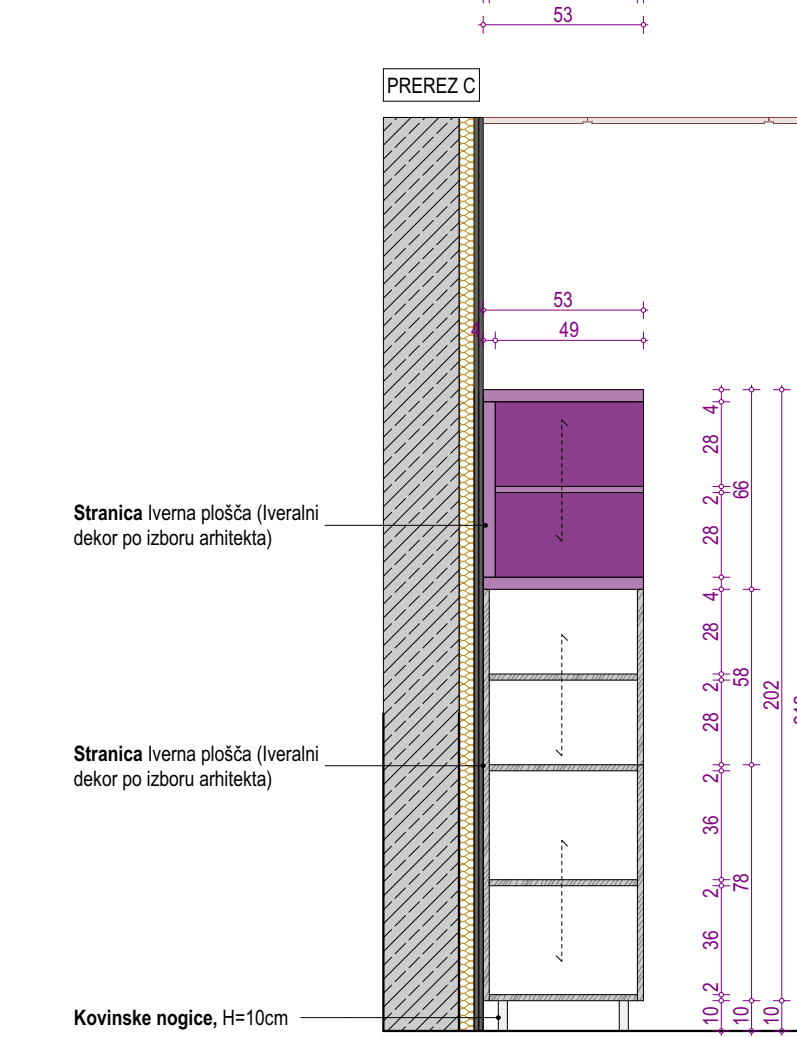 53
PREREZ C
53
4 49
4
28
2
66
28
4
28
2
58
28
202
2
36
2
78
36
2
10 10 10
Stranica Iverna plošča (Iveralni
dekor po izboru arhitekta)
Stranica Iverna plošča (Iveralni
dekor po izboru arhitekta)
Kovinske nogice, H=10cm